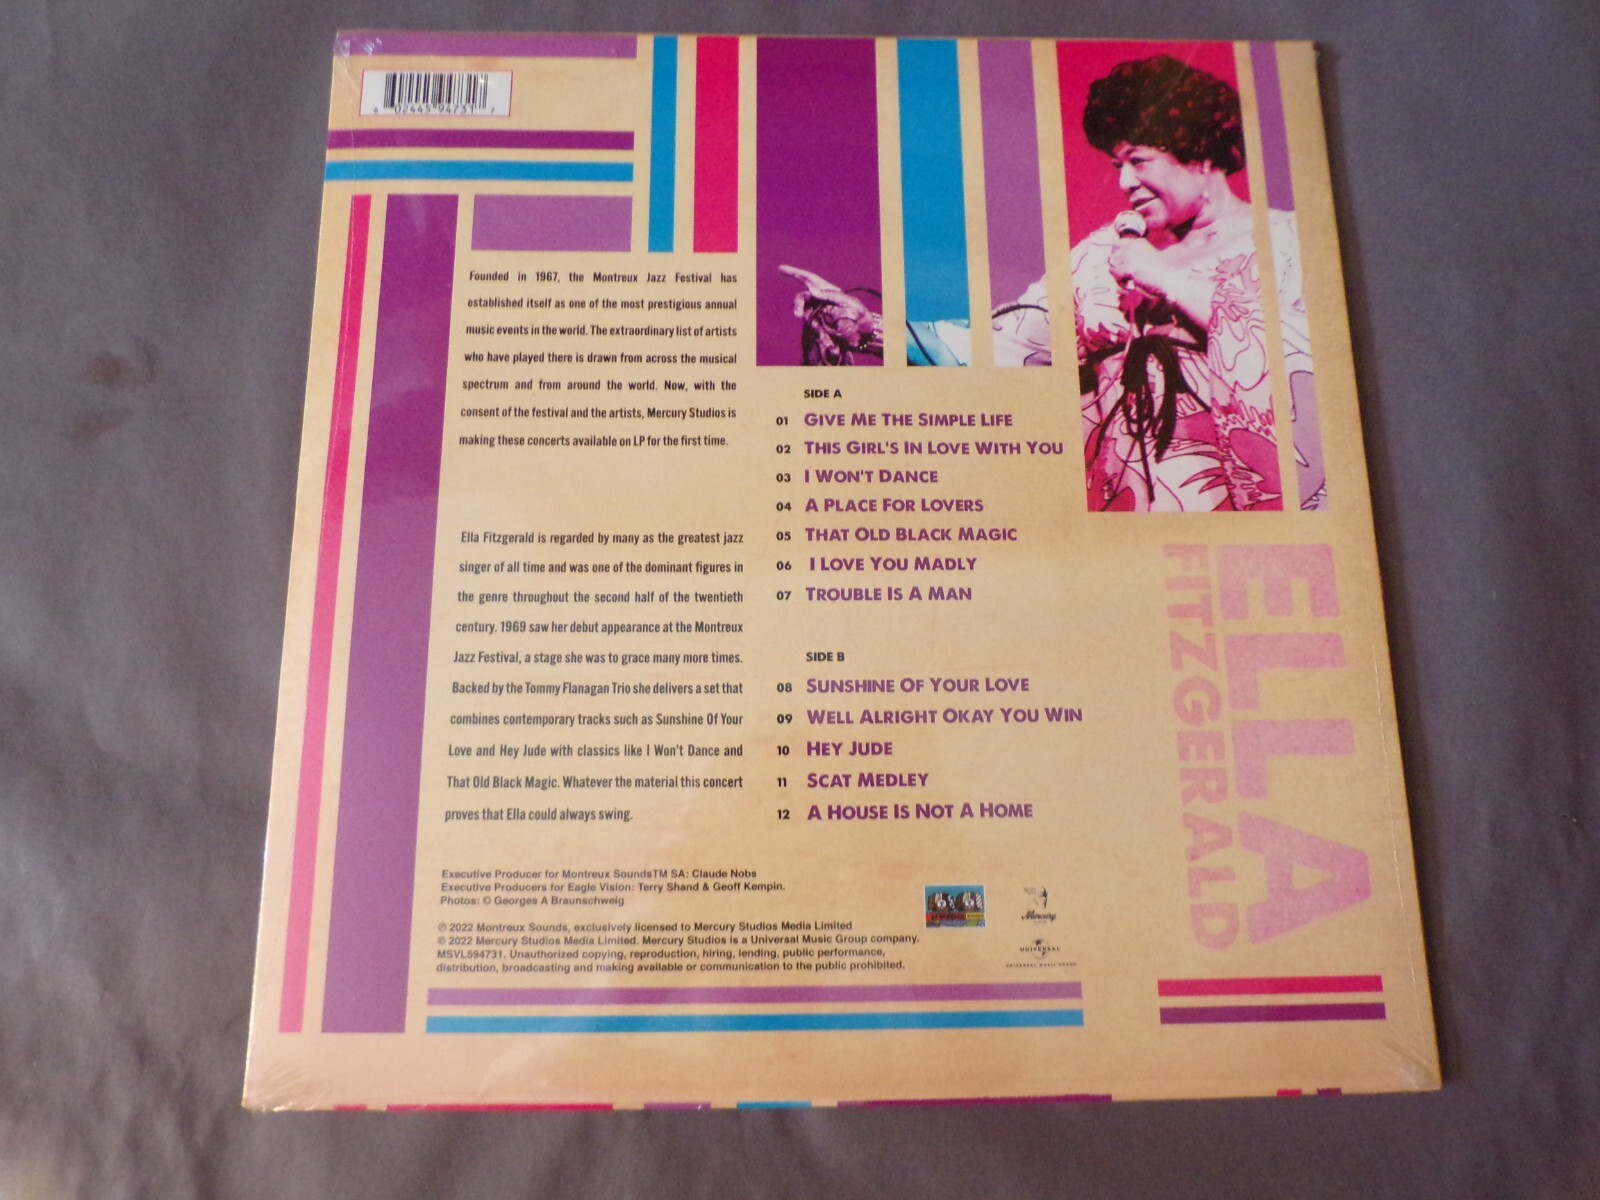 6 02445 94731 7
Founded in 1967, the Montreux Jazz Festival has
established itself as one of the most prestigious annual
music events in the world. The extraordinary list of artists
who have played there is drawn from across the musical
spectrum and from around the world. Now, with the
consent of the festival and the artists, Mercury Studios is
making these concerts available on LP for the first time.
Ella Fitzgerald is regarded by many as the greatest jazz
singer of all time and was one of the dominant figures in
the genre throughout the second half of the twentieth
century. 1969 saw her debut appearance at the Montreux
Jazz Festival, a stage she was to grace many more times.
Backed by the Tommy Flanagan Trio she delivers a set that
combines contemporary tracks such as Sunshine Of Your
Love and Hey Jude with classics like I Won't Dance and
That Old Black Magic. Whatever the material this concert
proves that Ella could always swing.
SIDE A
01 GIVE ME THE SIMPLE LIFE
02 THIS GIRL'S IN LOVE WITH YOU
03 I WON'T DANCE
04 A PLACE FOR LOVERS
05 THAT OLD BLACK MAGIC
06 I LOVE YOU MADLY
07 TROUBLE IS A MAN
SIDE B
08 SUNSHINE OF YOUR LOVE
09 WELL ALRIGHT OKAY YOU WIN
10 HEY JUDE
11 SCAT MEDLEY
12 A HOUSE IS NOT A HOME
ELLA
FITZGERALD
Executive Producer for Montreux SoundsTM SA: Claude Nobs
Executive Producers for Eagle Vision: Terry Shand & Geoff Kempin.
Photos: © Georges A Braunschweig
℗ 2022 Montreux Sounds, exclusively licensed to Mercury Studios Media Limited
© 2022 Mercury Studios Media Limited. Mercury Studios is a Universal Music Group company.
MSVL594731. Unauthorized copying, reproduction, hiring, lending, public performance,
distribution, broadcasting and making available or communication to the public prohibited.
Mercury
UNIVERSAL
UNIVERSAL MUSIC GROUP